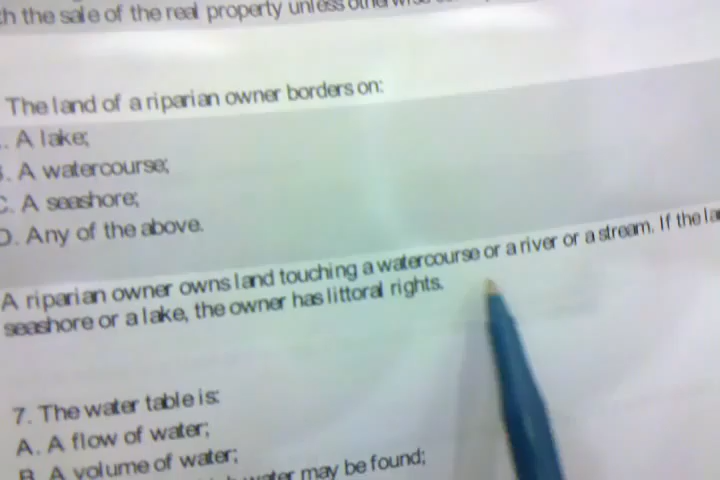 the sale of the real property unless
The land of a riparian owner borders on:
A lake;
. A watercourse;
C. A seashore;
D. Any of the above.
A riparian owner owns land touching a watercourse or a river or a stream. If the
seashore or a lake, the owner has littoral rights.
7. The water table is:
A. A flow of water;
B. A volume of water;
water may be found;